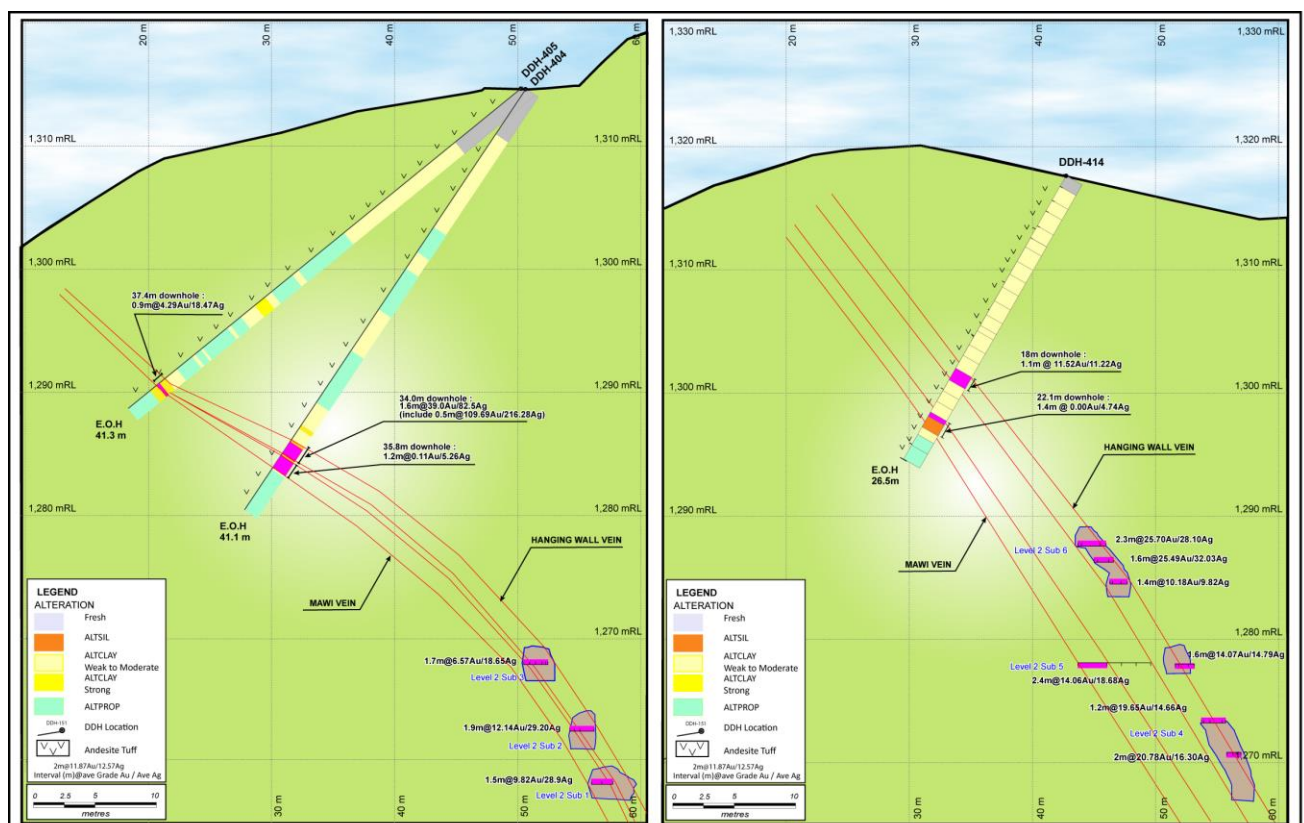 20 m
30 m
40 m
50 m
60 m
DDH-405
DDH-404
1,310 mRL
1,310 mRL
1,300 mRL
1,300 mRL
37.4m downhole :
0.9m@4.29Au/18.47Ag
1,290 mRL
1,290 mRL
E.O.H
41.3 m
34.0m downhole :
1.6m@39.0Au/82.5Ag
(include 0.5m@109.69Au/216.28Ag)
35.8m downhole :
1.2m@0.11Au/5.26Ag
1,280 mRL
1,280 mRL
E.O.H
41.1 m
HANGING WALL VEIN
MAWI VEIN
1,270 mRL
1.7m@6.57Au/18.65Ag
Level 2 Sub 3
1.9m@12.14Au/29.20Ag
Level 2 Sub 2
1.5m@9.82Au/28.9Ag
Level 2 Sub 1
LEGEND
ALTERATION
Fresh
ALTSIL
ALTCLAY
Weak to Moderate
ALTCLAY
Strong
ALTPROP
DDH-151
DDH Location
Andesite Tuff
2m@11.87Au/12.57Ag
Interval (m)@ave Grade Au / Ave Ag
0 2.5 5 10
metres
30 m
40 m
50 m
60 m
1,330 mRL
20 m
30 m
40 m
50 m
60 m
1,330 mRL
1,320 mRL
1,320 mRL
DDH-414
1,310 mRL
1,310 mRL
18m downhole :
1.1m @ 11.52Au/11.22Ag
1,300 mRL
1,300 mRL
22.1m downhole :
1.4m @ 0.00Au/4.74Ag
E.O.H
26.5m
HANGING WALL VEIN
1,290 mRL
1,290 mRL
2.3m@25.70Au/28.10Ag
Level 2 Sub 6
1.6m@25.49Au/32.03Ag
MAWI VEIN
1.4m@10.18Au/9.82Ag
1,280 mRL
1,280 mRL
1.6m@14.07Au/14.79Ag
Level 2 Sub 5
2.4m@14.06Au/18.68Ag
1.2m@19.65Au/14.66Ag
Level 2 Sub 4
2m@20.78Au/16.30Ag
1,270 mRL
LEGEND
ALTERATION
Fresh
ALTSIL
ALTCLAY
Weak to Moderate
ALTCLAY
Strong
ALTPROP
DDH-151
DDH Location
Andesite Tuff
2m@11.87Au/12.57Ag
Interval (m)@ave Grade Au / Ave Ag
0 2.5 5 10
metres
30 m
40 m
50 m
60 m